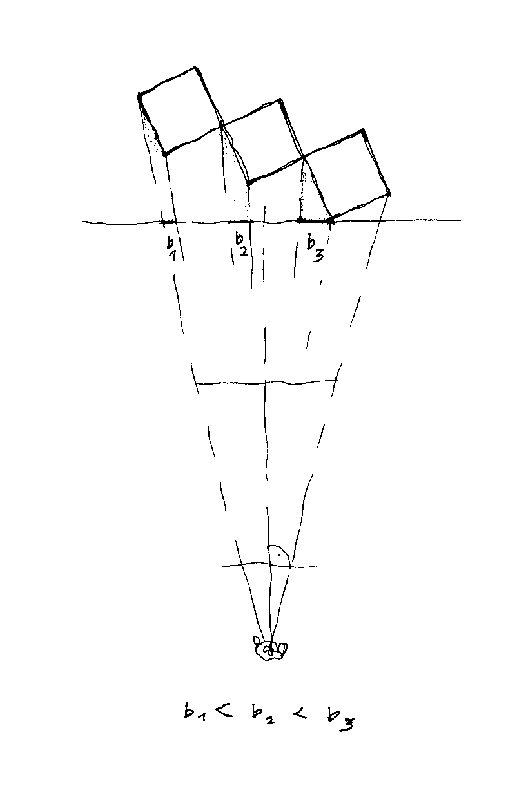 b₁ b₂ b₃
b₁ < b₂ < b₃